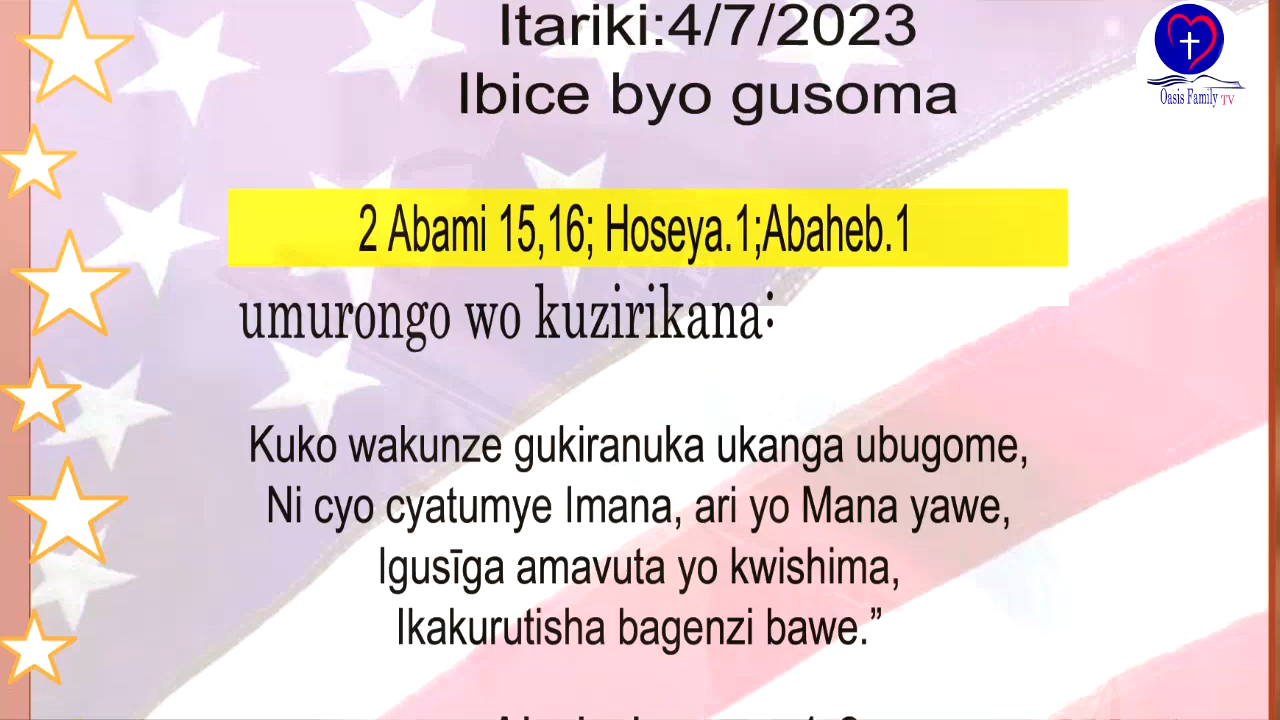 Itariki:4/7/2023
Ibice byo gusoma
Oasis Family TV
2 Abami 15,16; Hoseya.1;Abaheb.1
umurongo wo kuzirikana:
Kuko wakunze gukiranuka ukanga ubugome,
Ni cyo cyatumye Imana, ari yo Mana yawe,
Igusīga amavuta yo kwishima,
Ikakurutisha bagenzi bawe.”